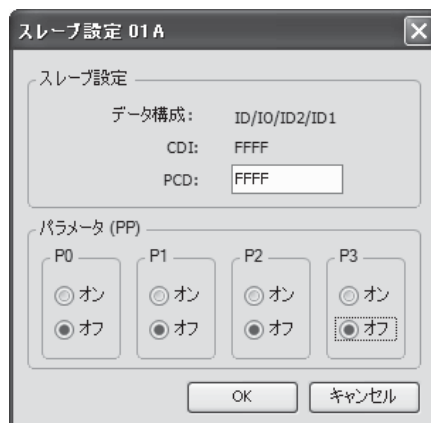 スレーブ設定 01A
スレーブ設定
データ構成: ID/IO/ID2/ID1
CDI: FFFF
PCD: FFFF
パラメータ (PP)
P0 P1 P2 P3
オン オン オン オン
オフ オフ オフ オフ
OK キャンセル